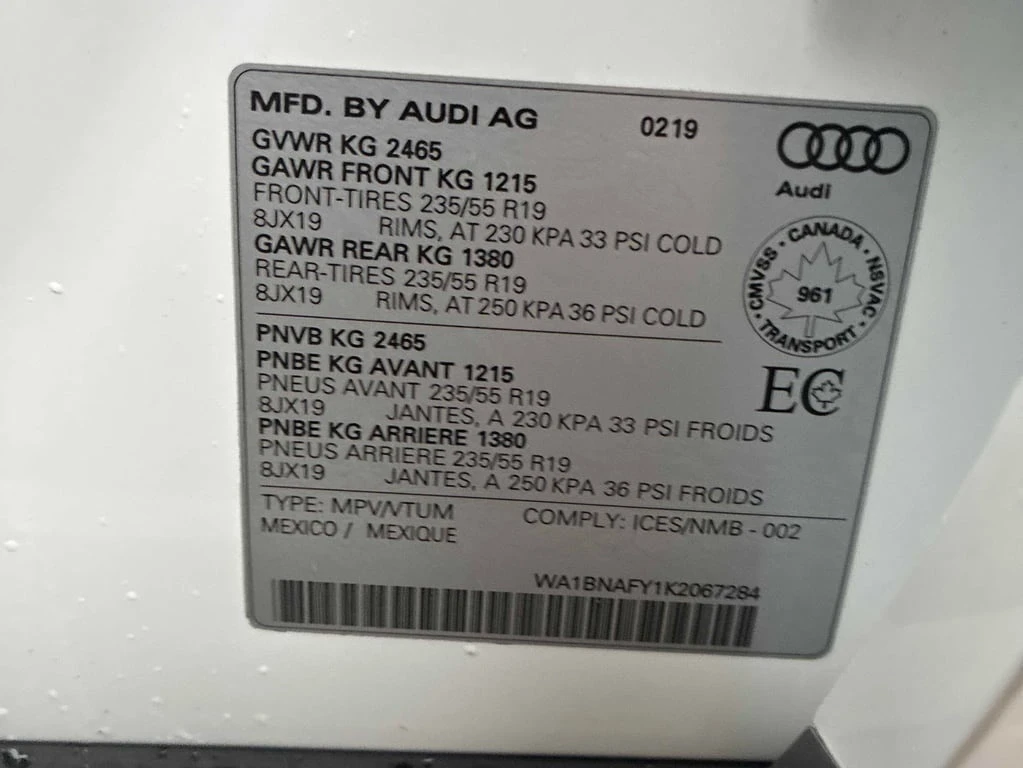 MFD. BY AUDI AG 0219
GVWR KG 2465
GAWR FRONT KG 1215
FRONT-TIRES 235/55 R19
8JX19 RIMS, AT 230 KPA 33 PSI COLD
GAWR REAR KG 1380
REAR-TIRES 235/55 R19
8JX19 RIMS, AT 250 KPA 36 PSI COLD
Audi
CANADA · NSVAC · TRANSPORT · CMVSS ·
961
EC
PNVB KG 2465
PNBE KG AVANT 1215
PNEUS AVANT 235/55 R19
8JX19 JANTES, A 230 KPA 33 PSI FROIDS
PNBE KG ARRIERE 1380
PNEUS ARRIERE 235/55 R19
8JX19 JANTES, A 250 KPA 36 PSI FROIDS
TYPE: MPV/VTUM COMPLY: ICES/NMB - 002
MEXICO / MEXIQUE
WA1BNAFY1K2067284